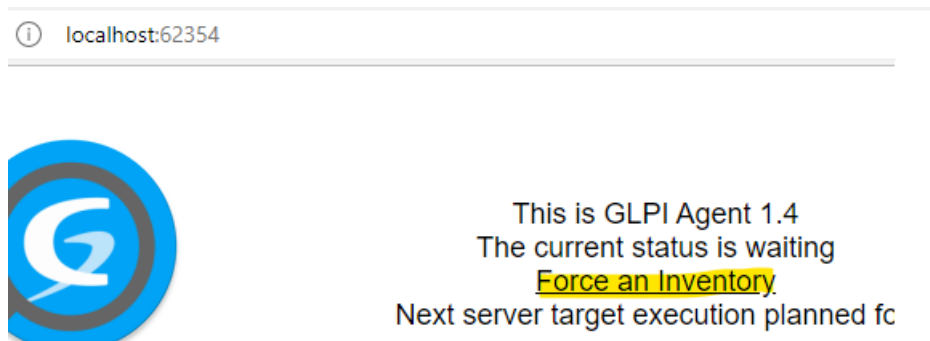 localhost:62354
This is GLPI Agent 1.4
The current status is waiting
Force an Inventory
Next server target execution planned